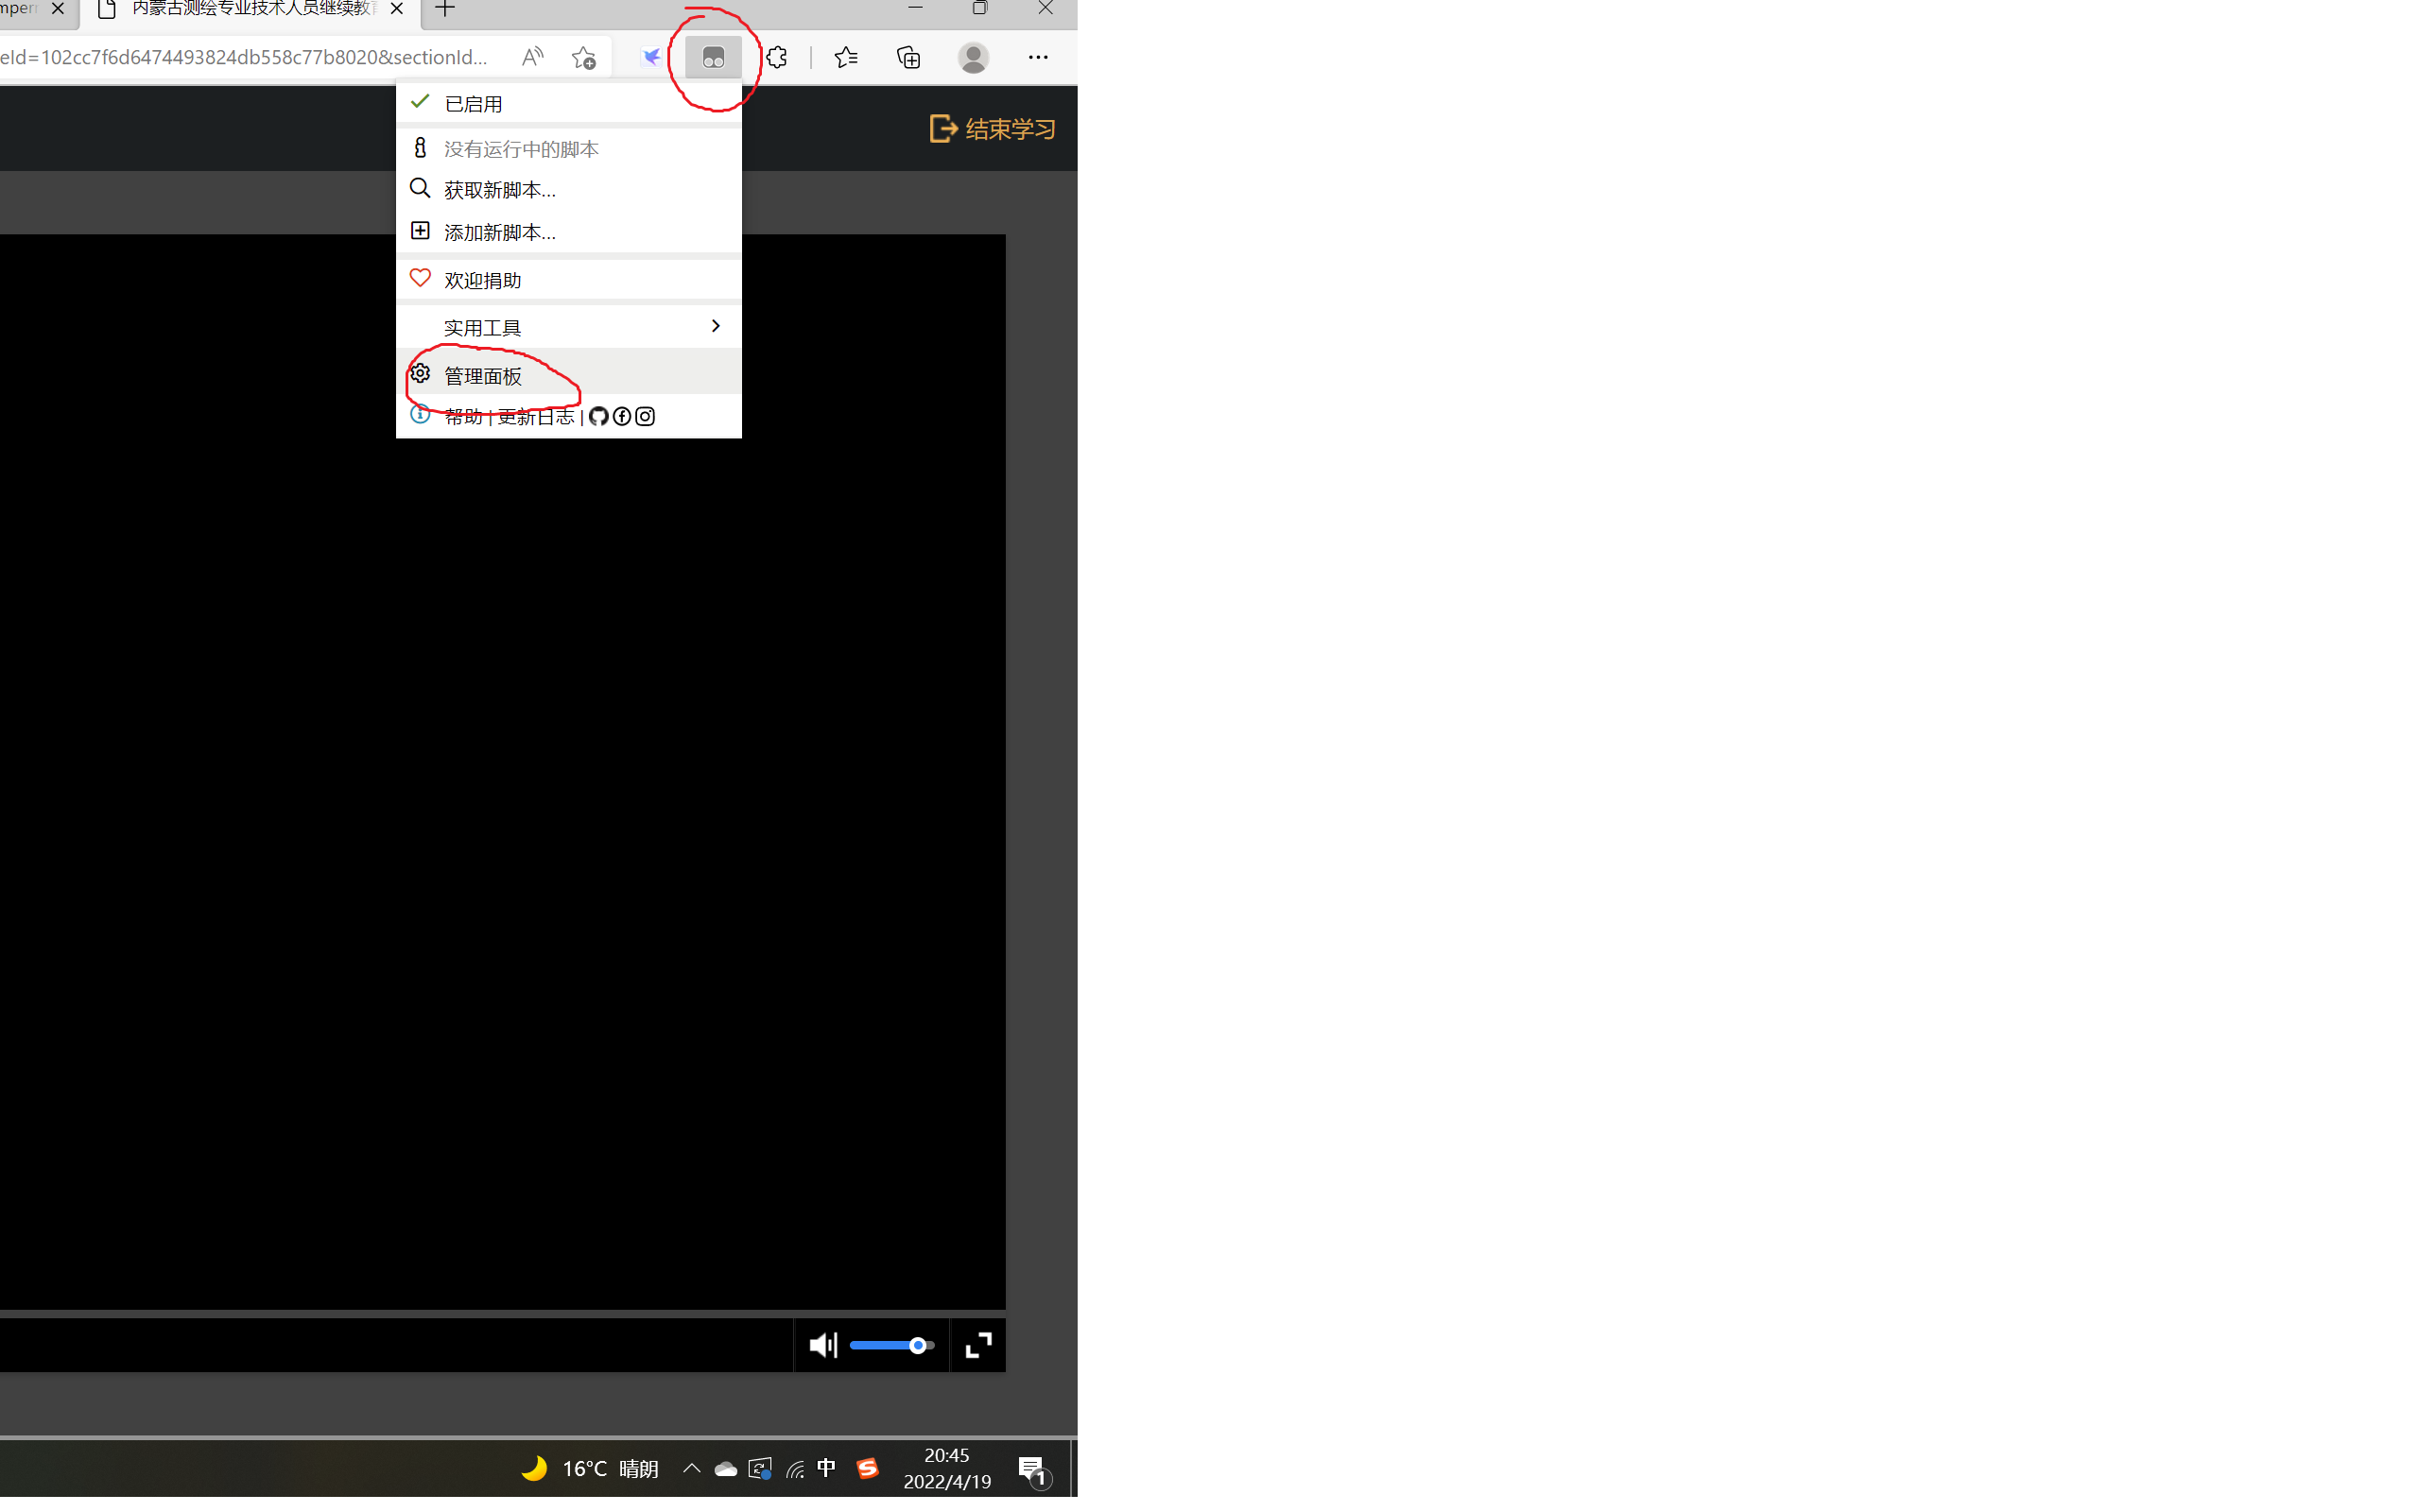 内蒙古测绘专业技术人员继续教育
eId=102cc7f6d6474493824db558c77b8020&sectionId...
已启用
结束学习
没有运行中的脚本
获取新脚本...
添加新脚本...
欢迎捐助
实用工具
管理面板
帮助 | 更新日志 |
16°C 晴朗
中
20:45
2022/4/19
1